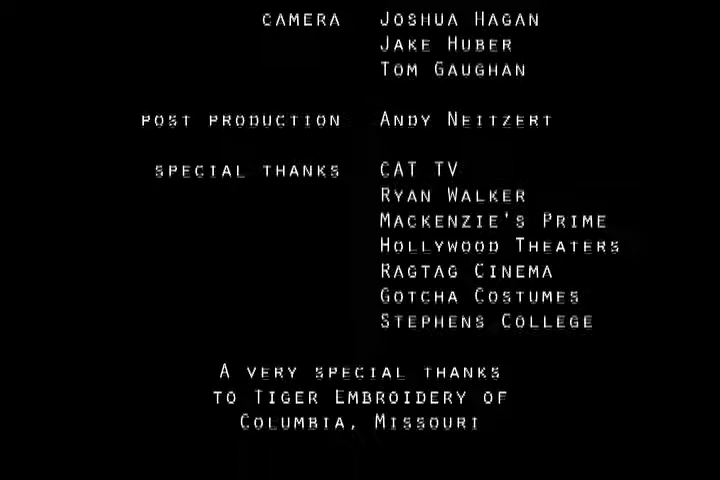 CAMERA JOSHUA HAGAN
JAKE HUBER
TOM GAUGHAN
POST PRODUCTION ANDY NEITZERT
SPECIAL THANKS CAT TV
RYAN WALKER
MACKENZIE'S PRIME
HOLLYWOOD THEATERS
RAGTAG CINEMA
GOTCHA COSTUMES
STEPHENS COLLEGE
A VERY SPECIAL THANKS
TO TIGER EMBROIDERY OF
COLUMBIA, MISSOURI